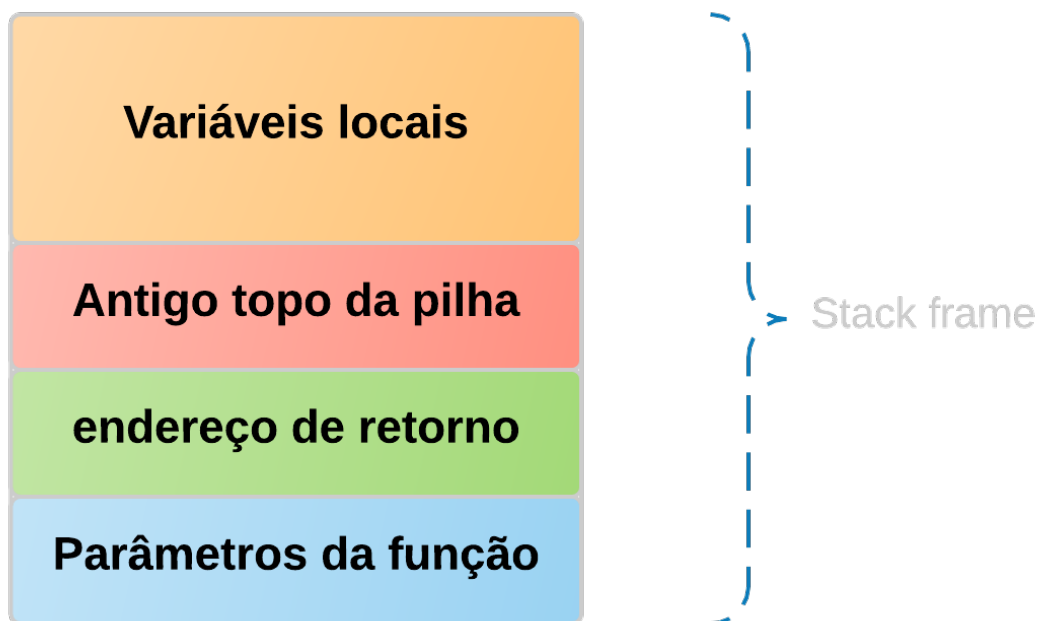 Variáveis locais
Antigo topo da pilha
Stack frame
endereço de retorno
Parâmetros da função